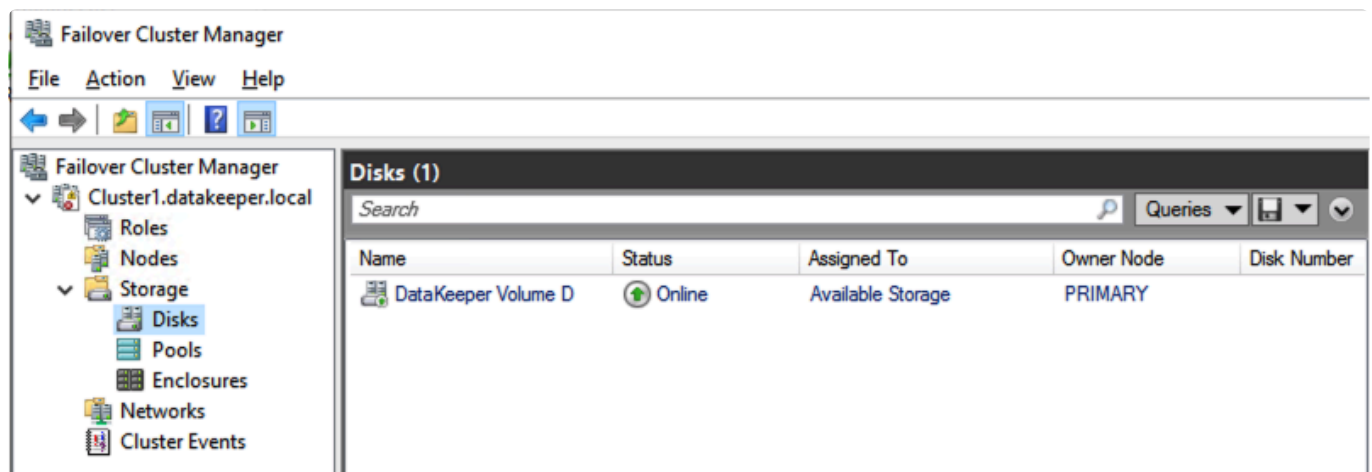 Failover Cluster Manager
File Action View Help
Failover Cluster Manager
Cluster1.datakeeper.local
Roles
Nodes
Storage
Disks
Pools
Enclosures
Networks
Cluster Events
Disks (1)
Search
Queries
Name Status Assigned To Owner Node Disk Number
DataKeeper Volume D Online Available Storage PRIMARY